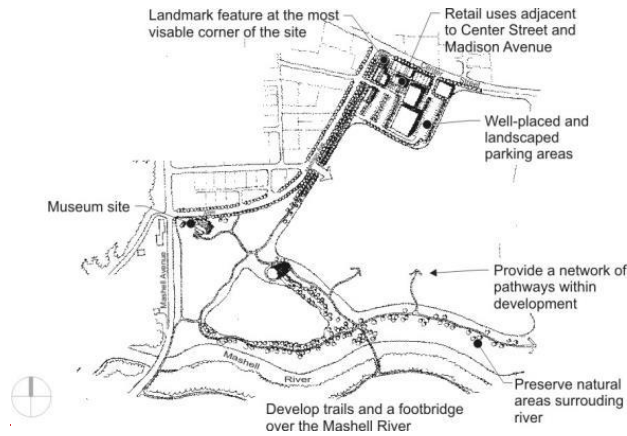 Landmark feature at the most
visable corner of the site
Retail uses adjacent
to Center Street and
Madison Avenue
Well-placed and
landscaped
parking areas
Museum site
Mashell Avenue
Provide a network of
pathways within
development
Mashell
River
Preserve natural
areas surrouding
river
Develop trails and a footbridge
over the Mashell River